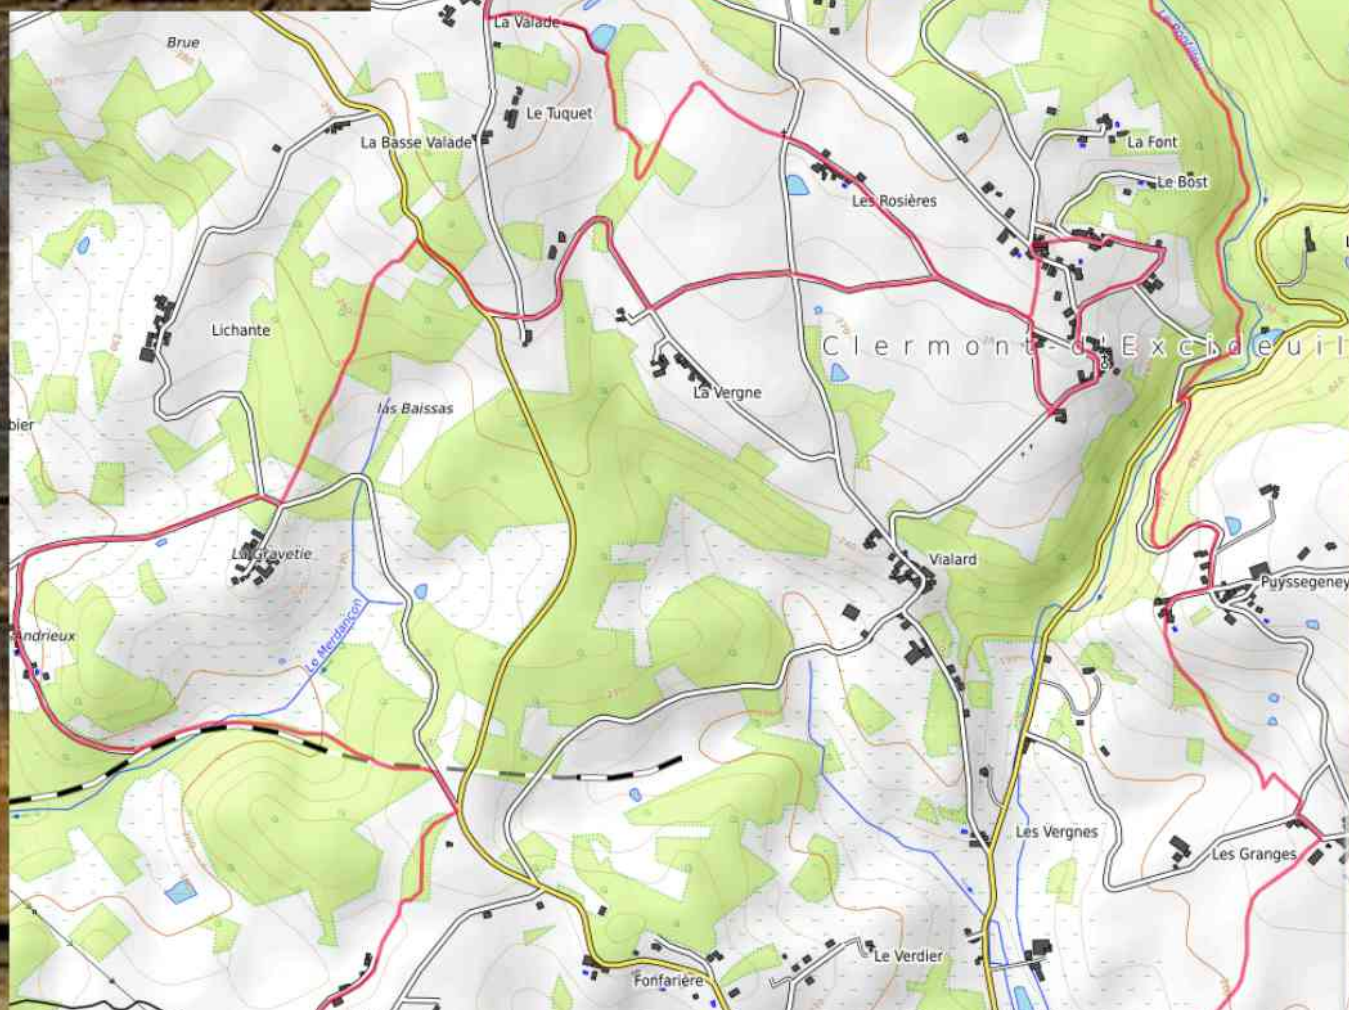 La Valade
Brue
Le Tuquet
La Basse Valade
La Font
Le Bost
Les Rosières
Lichante
Clermont-d'Excideuil
La Vergne
las Baissas
bier
La Gravetie
Vialard
Puyssegeney
Andrieux
Le Merdançon
Les Vergnes
Les Granges
Le Verdier
Fonfarière